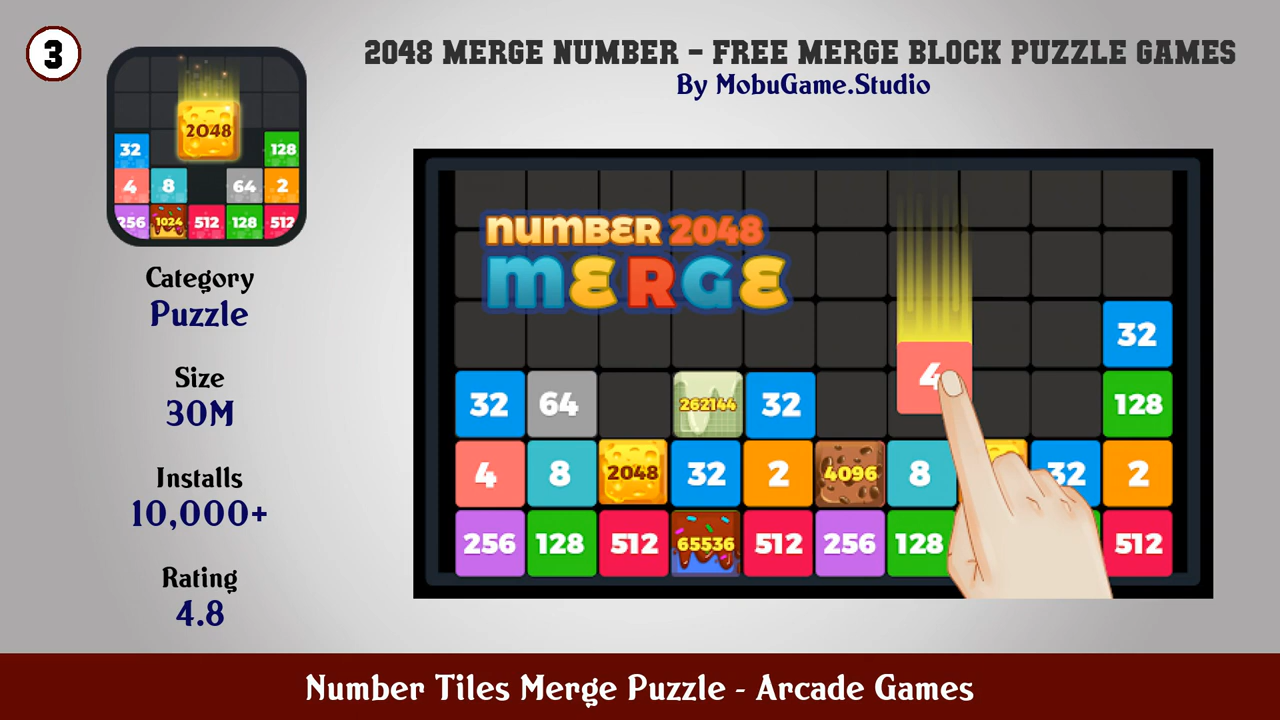 3
2048 MERGE NUMBER - FREE MERGE BLOCK PUZZLE GAMES
By MobuGame.Studio
2048
32 128
4 8 64 2
256 1024 512 128 512
Category
Puzzle
Size
30M
Installs
10,000+
Rating
4.8
NUMBER 2048
MERGE
32
4
32 64 262144 32 128
4 8 2048 32 2 4096 8 32 2
256 128 512 65536 512 256 128 512
Number Tiles Merge Puzzle - Arcade Games